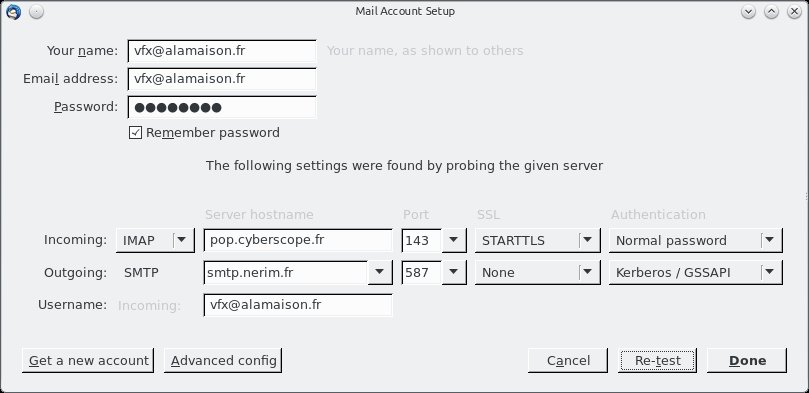 Mail Account Setup
Your name: vfx@alamaison.fr Your name, as shown to others
Email address: vfx@alamaison.fr
Password: ●●●●●●●●
Remember password
The following settings were found by probing the given server
Server hostname Port SSL Authentication
Incoming: IMAP pop.cyberscope.fr 143 STARTTLS Normal password
Outgoing: SMTP smtp.nerim.fr 587 None Kerberos / GSSAPI
Username: Incoming: vfx@alamaison.fr
Get a new account Advanced config Cancel Re-test Done